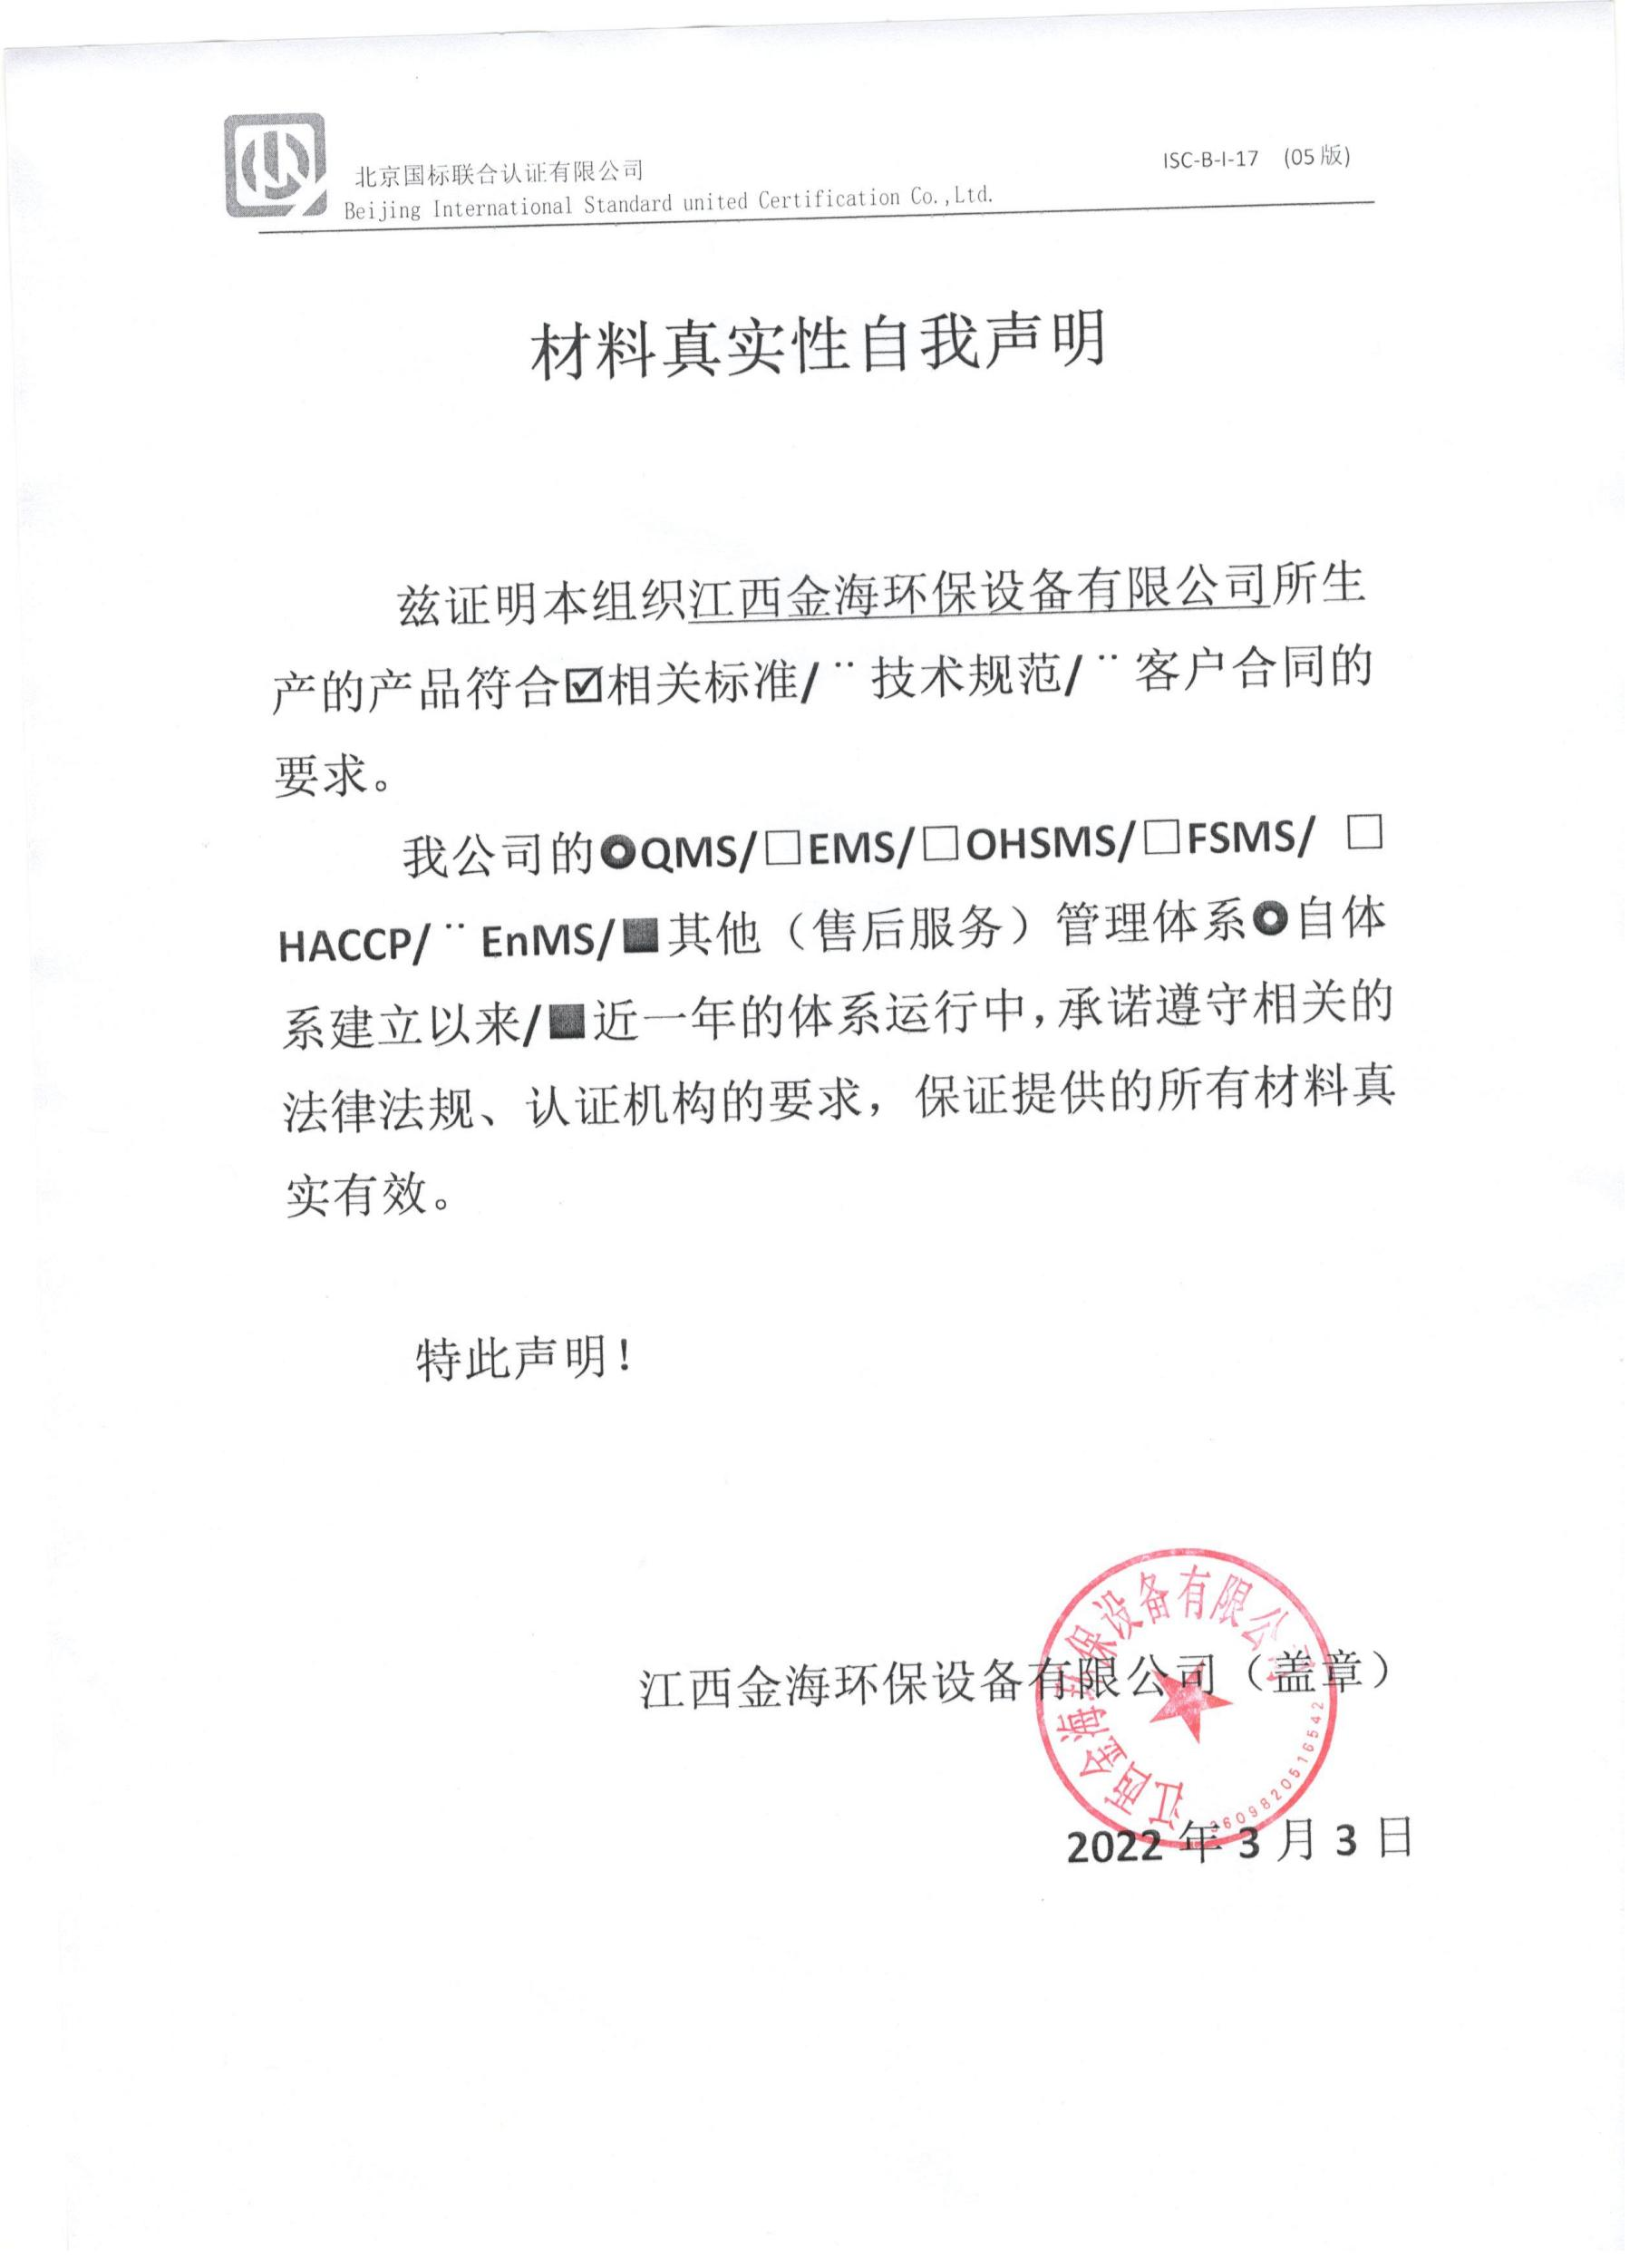 北京国标联合认证有限公司
ISC-B-I-17 (05版)
Beijing International Standard united Certification Co.,Ltd.
材料真实性自我声明
兹证明本组织江西金海环保设备有限公司所生
产的产品符合☑相关标准/¨技术规范/¨客户合同的
要求。
我公司的◉QMS/□EMS/□OHSMS/□FSMS/ □
HACCP/¨EnMS/■其他（售后服务）管理体系◉自体
系建立以来/■近一年的体系运行中,承诺遵守相关的
法律法规、认证机构的要求，保证提供的所有材料真
实有效。
特此声明！
江西金海环保设备有限公司（盖章）
2022 年 3 月 3 日
江西金海环保设备有限公司
3609820516542